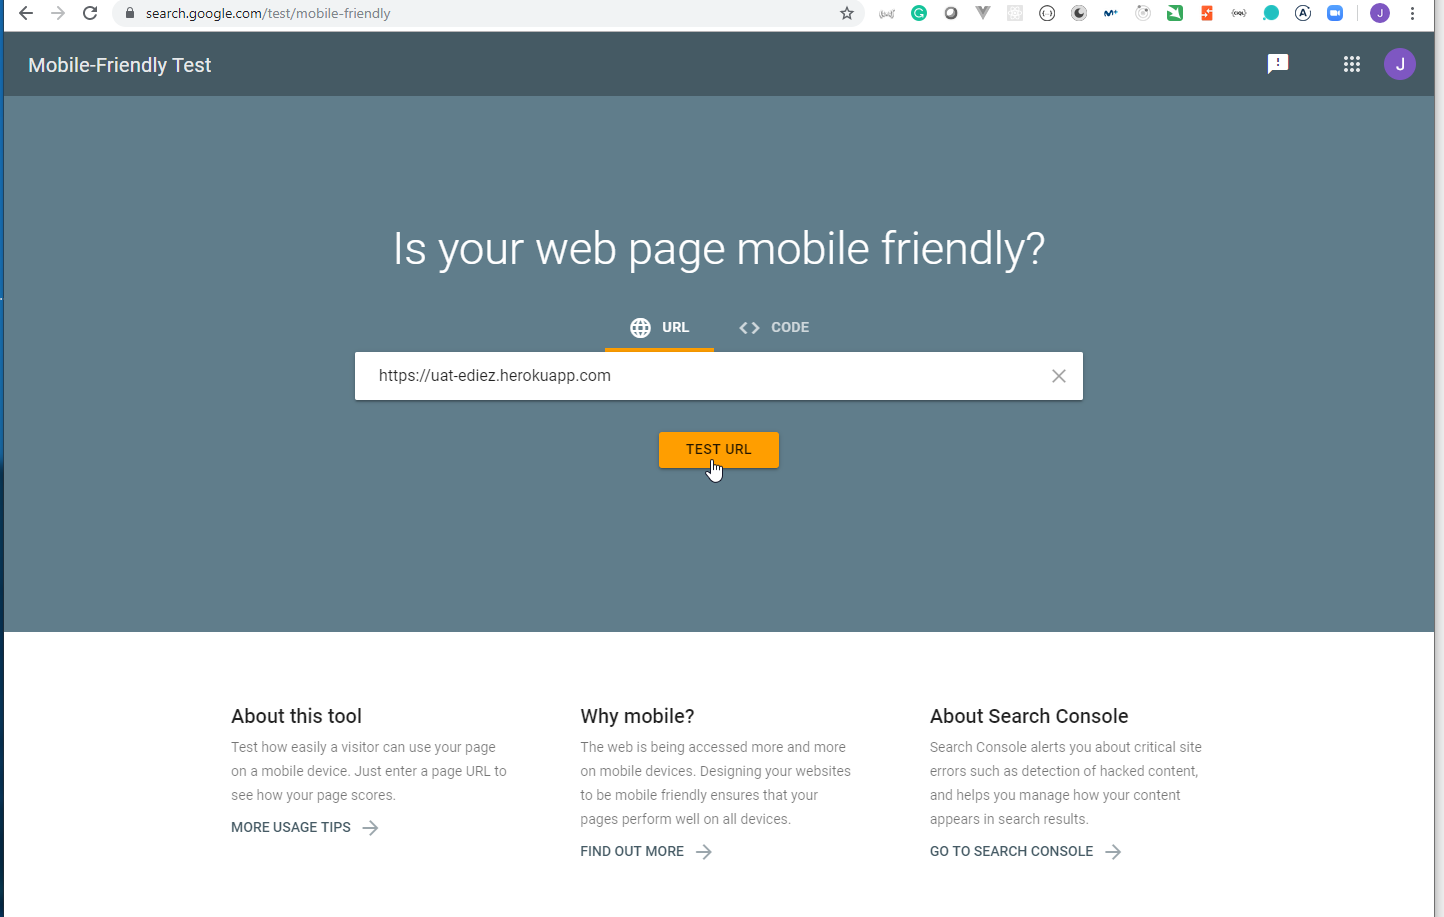 search.google.com/test/mobile-friendly
Mobile-Friendly Test
J
Is your web page mobile friendly?
URL
CODE
https://uat-ediez.herokuapp.com
TEST URL
About this tool
Test how easily a visitor can use your page
on a mobile device. Just enter a page URL to
see how your page scores.
MORE USAGE TIPS
Why mobile?
The web is being accessed more and more
on mobile devices. Designing your websites
to be mobile friendly ensures that your
pages perform well on all devices.
FIND OUT MORE
About Search Console
Search Console alerts you about critical site
errors such as detection of hacked content,
and helps you manage how your content
appears in search results.
GO TO SEARCH CONSOLE